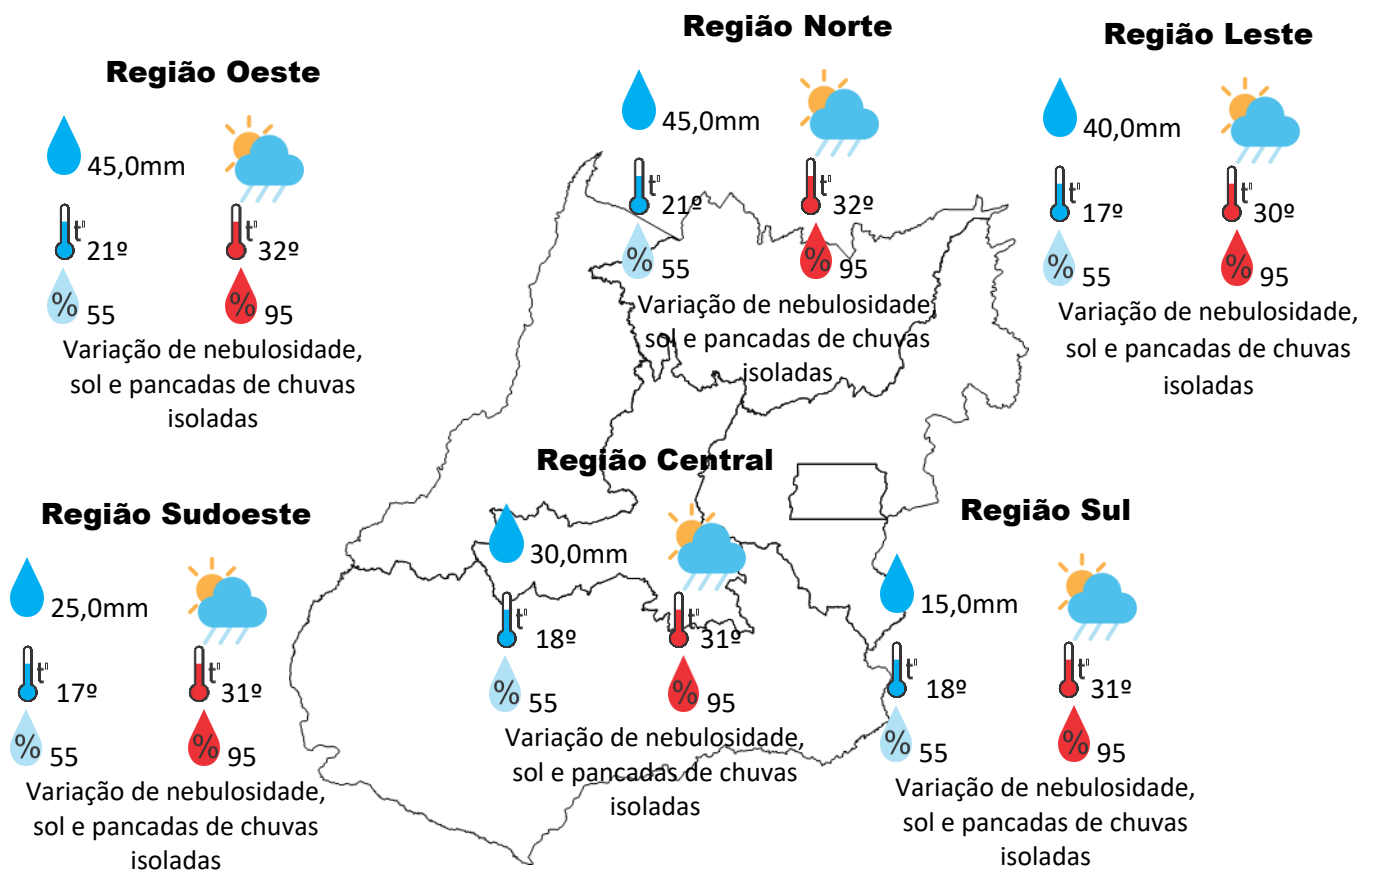 Região Norte
45,0mm
t°
21º
t°
32º
% 55
% 95
Variação de nebulosidade,
sol e pancadas de chuvas
isoladas
Região Leste
40,0mm
t°
17º
t°
30º
% 55
% 95
Variação de nebulosidade,
sol e pancadas de chuvas
isoladas
Região Oeste
45,0mm
t°
21º
t°
32º
% 55
% 95
Variação de nebulosidade,
sol e pancadas de chuvas
isoladas
Região Central
30,0mm
t°
18º
t°
31º
% 55
% 95
Variação de nebulosidade,
sol e pancadas de chuvas
isoladas
Região Sudoeste
25,0mm
t°
17º
t°
31º
% 55
% 95
Variação de nebulosidade,
sol e pancadas de chuvas
isoladas
Região Sul
15,0mm
t°
18º
t°
31º
% 55
% 95
Variação de nebulosidade,
sol e pancadas de chuvas
isoladas